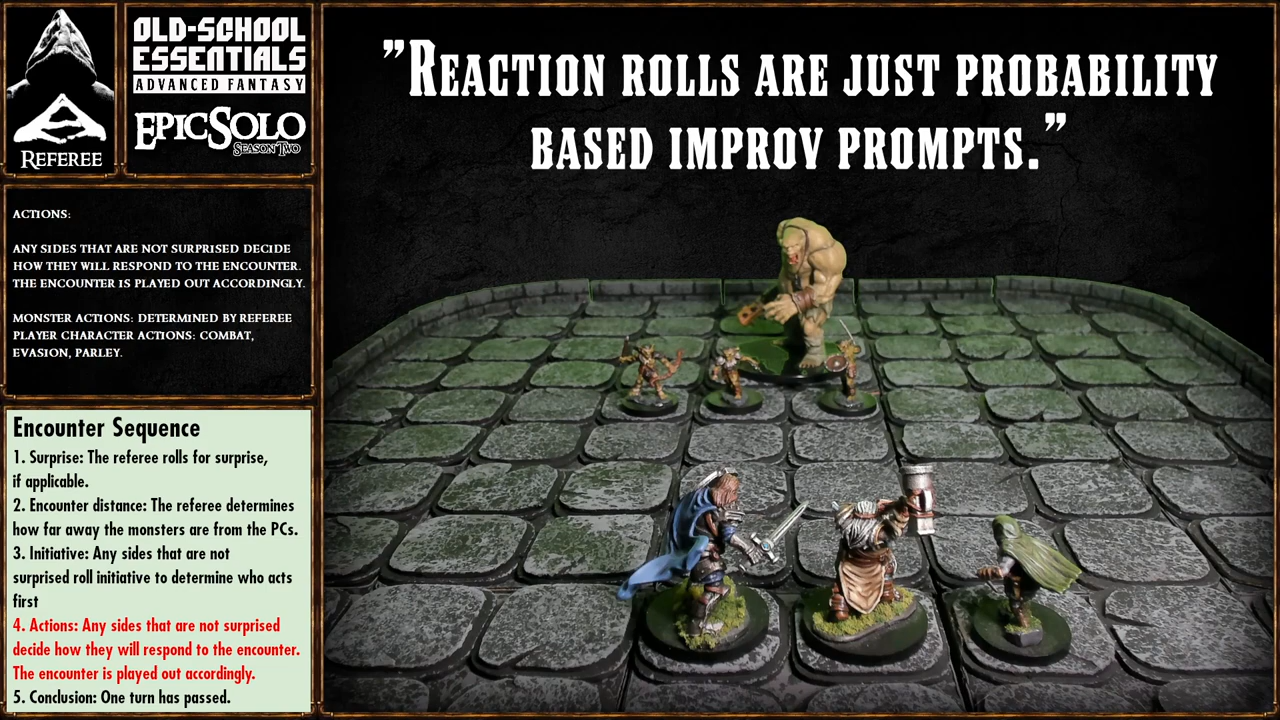 OLD-SCHOOL
ESSENTIALS
ADVANCED FANTASY
EPICSOLO
SEASON TWO
REFEREE
"REACTION ROLLS ARE JUST PROBABILITY
BASED IMPROV PROMPTS."
ACTIONS:
ANY SIDES THAT ARE NOT SURPRISED DECIDE
HOW THEY WILL RESPOND TO THE ENCOUNTER.
THE ENCOUNTER IS PLAYED OUT ACCORDINGLY.
MONSTER ACTIONS: DETERMINED BY REFEREE
PLAYER CHARACTER ACTIONS: COMBAT,
EVASION, PARLEY.
Encounter Sequence
1. Surprise: The referee rolls for surprise,
if applicable.
2. Encounter distance: The referee determines
how far away the monsters are from the PCs.
3. Initiative: Any sides that are not
surprised roll initiative to determine who acts
first
4. Actions: Any sides that are not surprised
decide how they will respond to the encounter.
The encounter is played out accordingly.
5. Conclusion: One turn has passed.